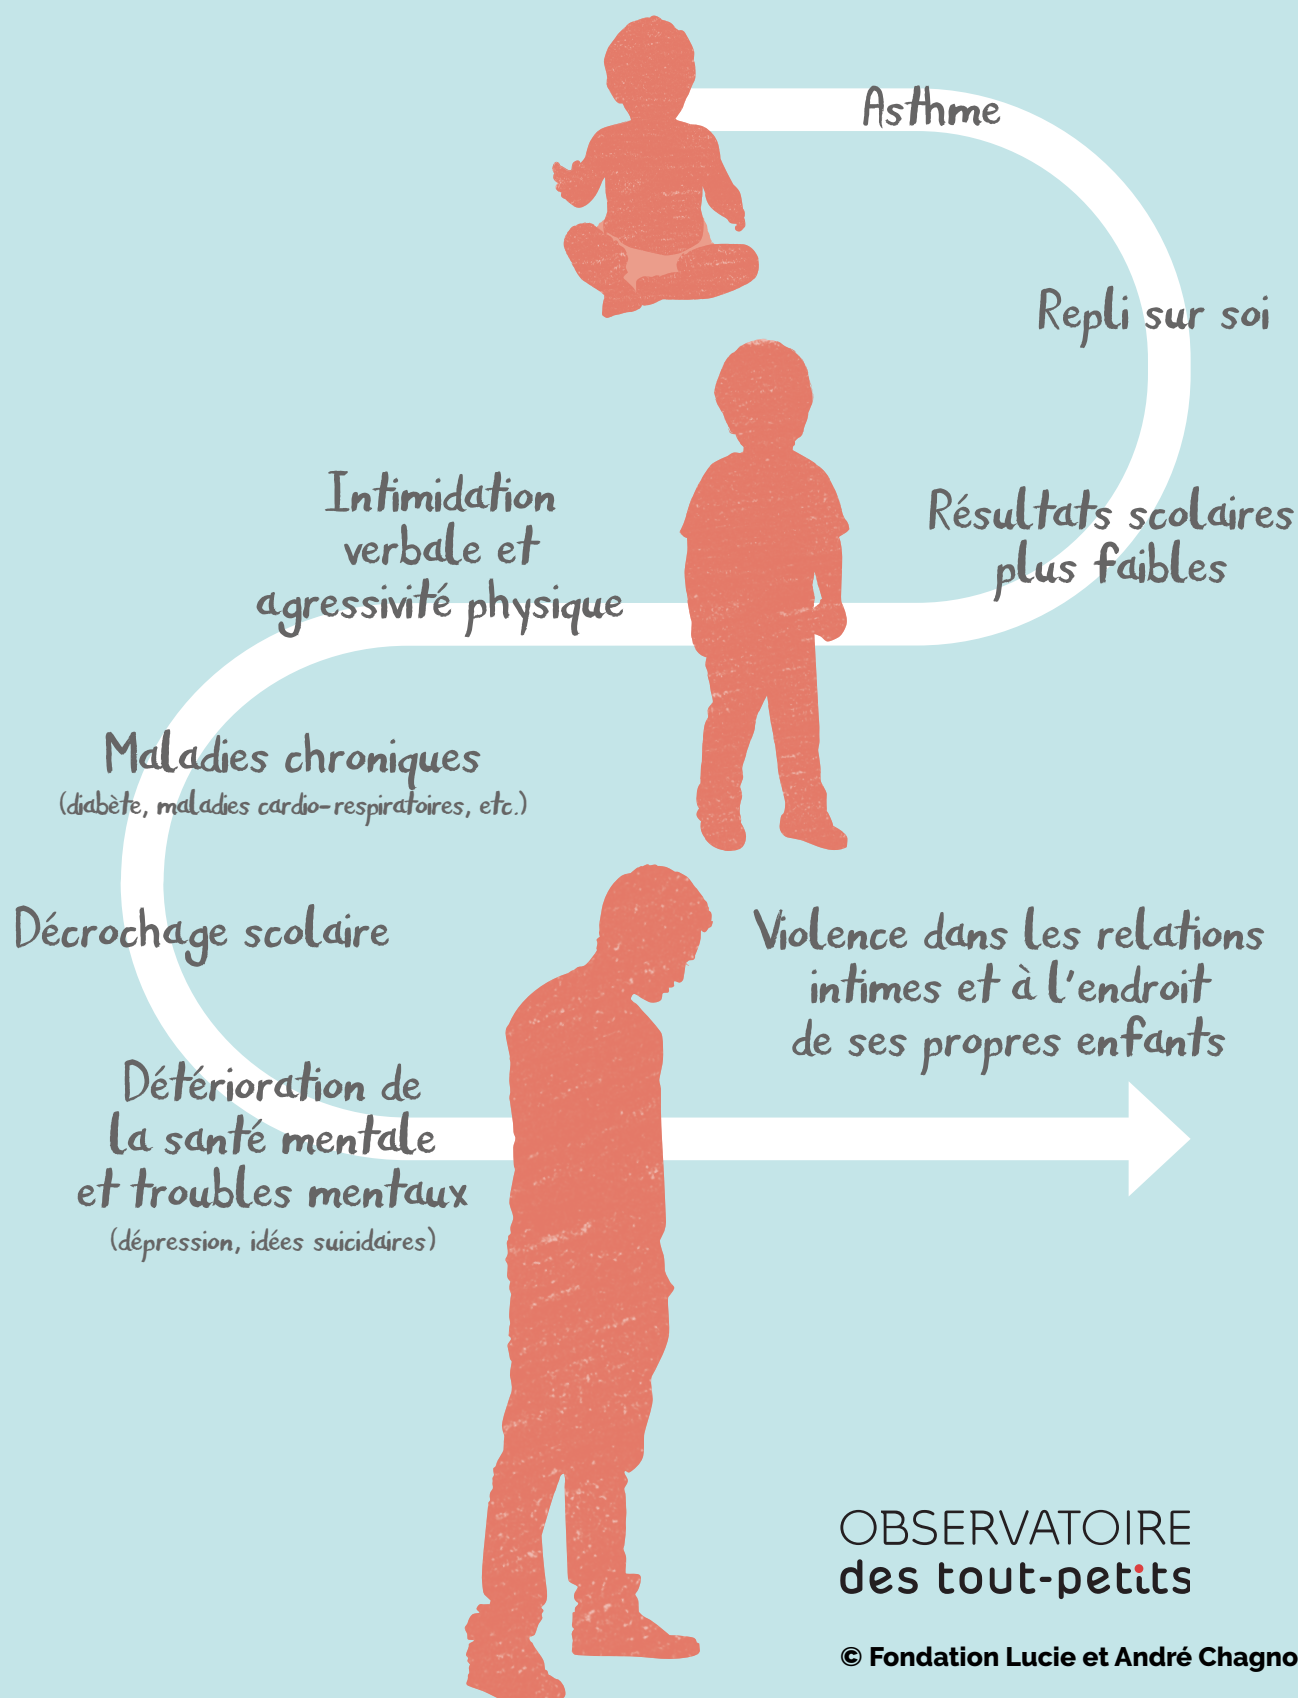 Asthme
Repli sur soi
Résultats scolaires
plus faibles
Intimidation
verbale et
agressivité physique
Maladies chroniques
(diabète, maladies cardio-respiratoires, etc.)
Décrochage scolaire
Détérioration de
la santé mentale
et troubles mentaux
(dépression, idées suicidaires)
Violence dans les relations
intimes et à l'endroit
de ses propres enfants
OBSERVATOIRE
des tout-petits
© Fondation Lucie et André Chagno